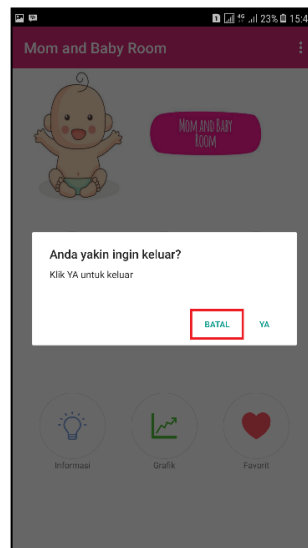 23% 15:4
Mom and Baby Room
MOM AND BABY
ROOM
Anda yakin ingin keluar?
Klik YA untuk keluar
BATAL YA
Informasi Grafik Favorit